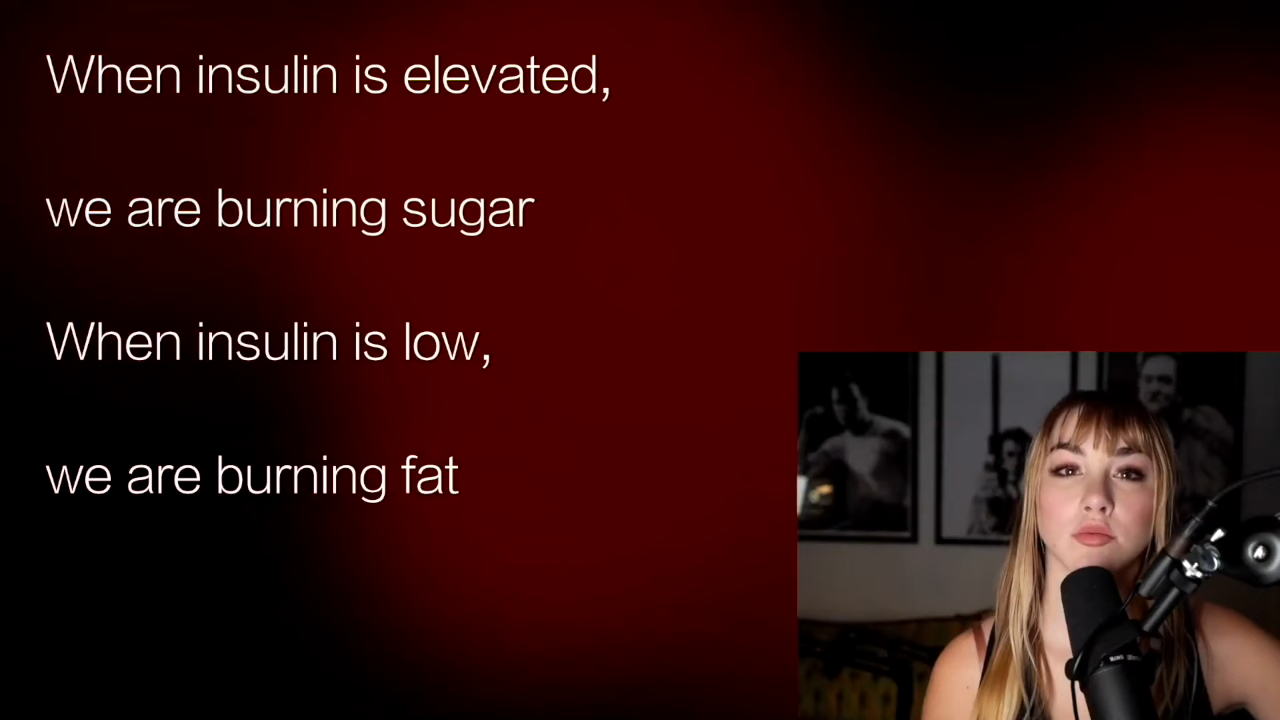 When insulin is elevated,
we are burning sugar
When insulin is low,
we are burning fat